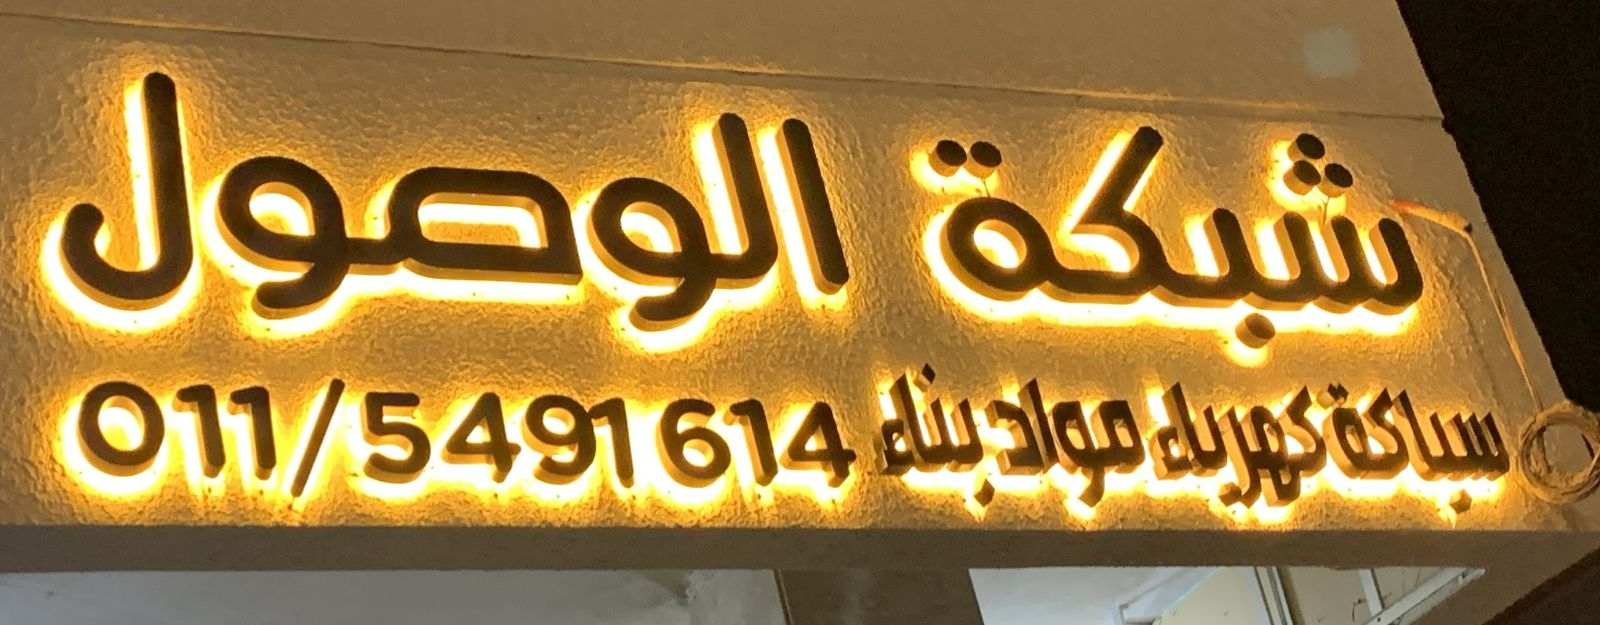 شبكة الوصول
سباكة كهرباء مواد بناء 011/5491614